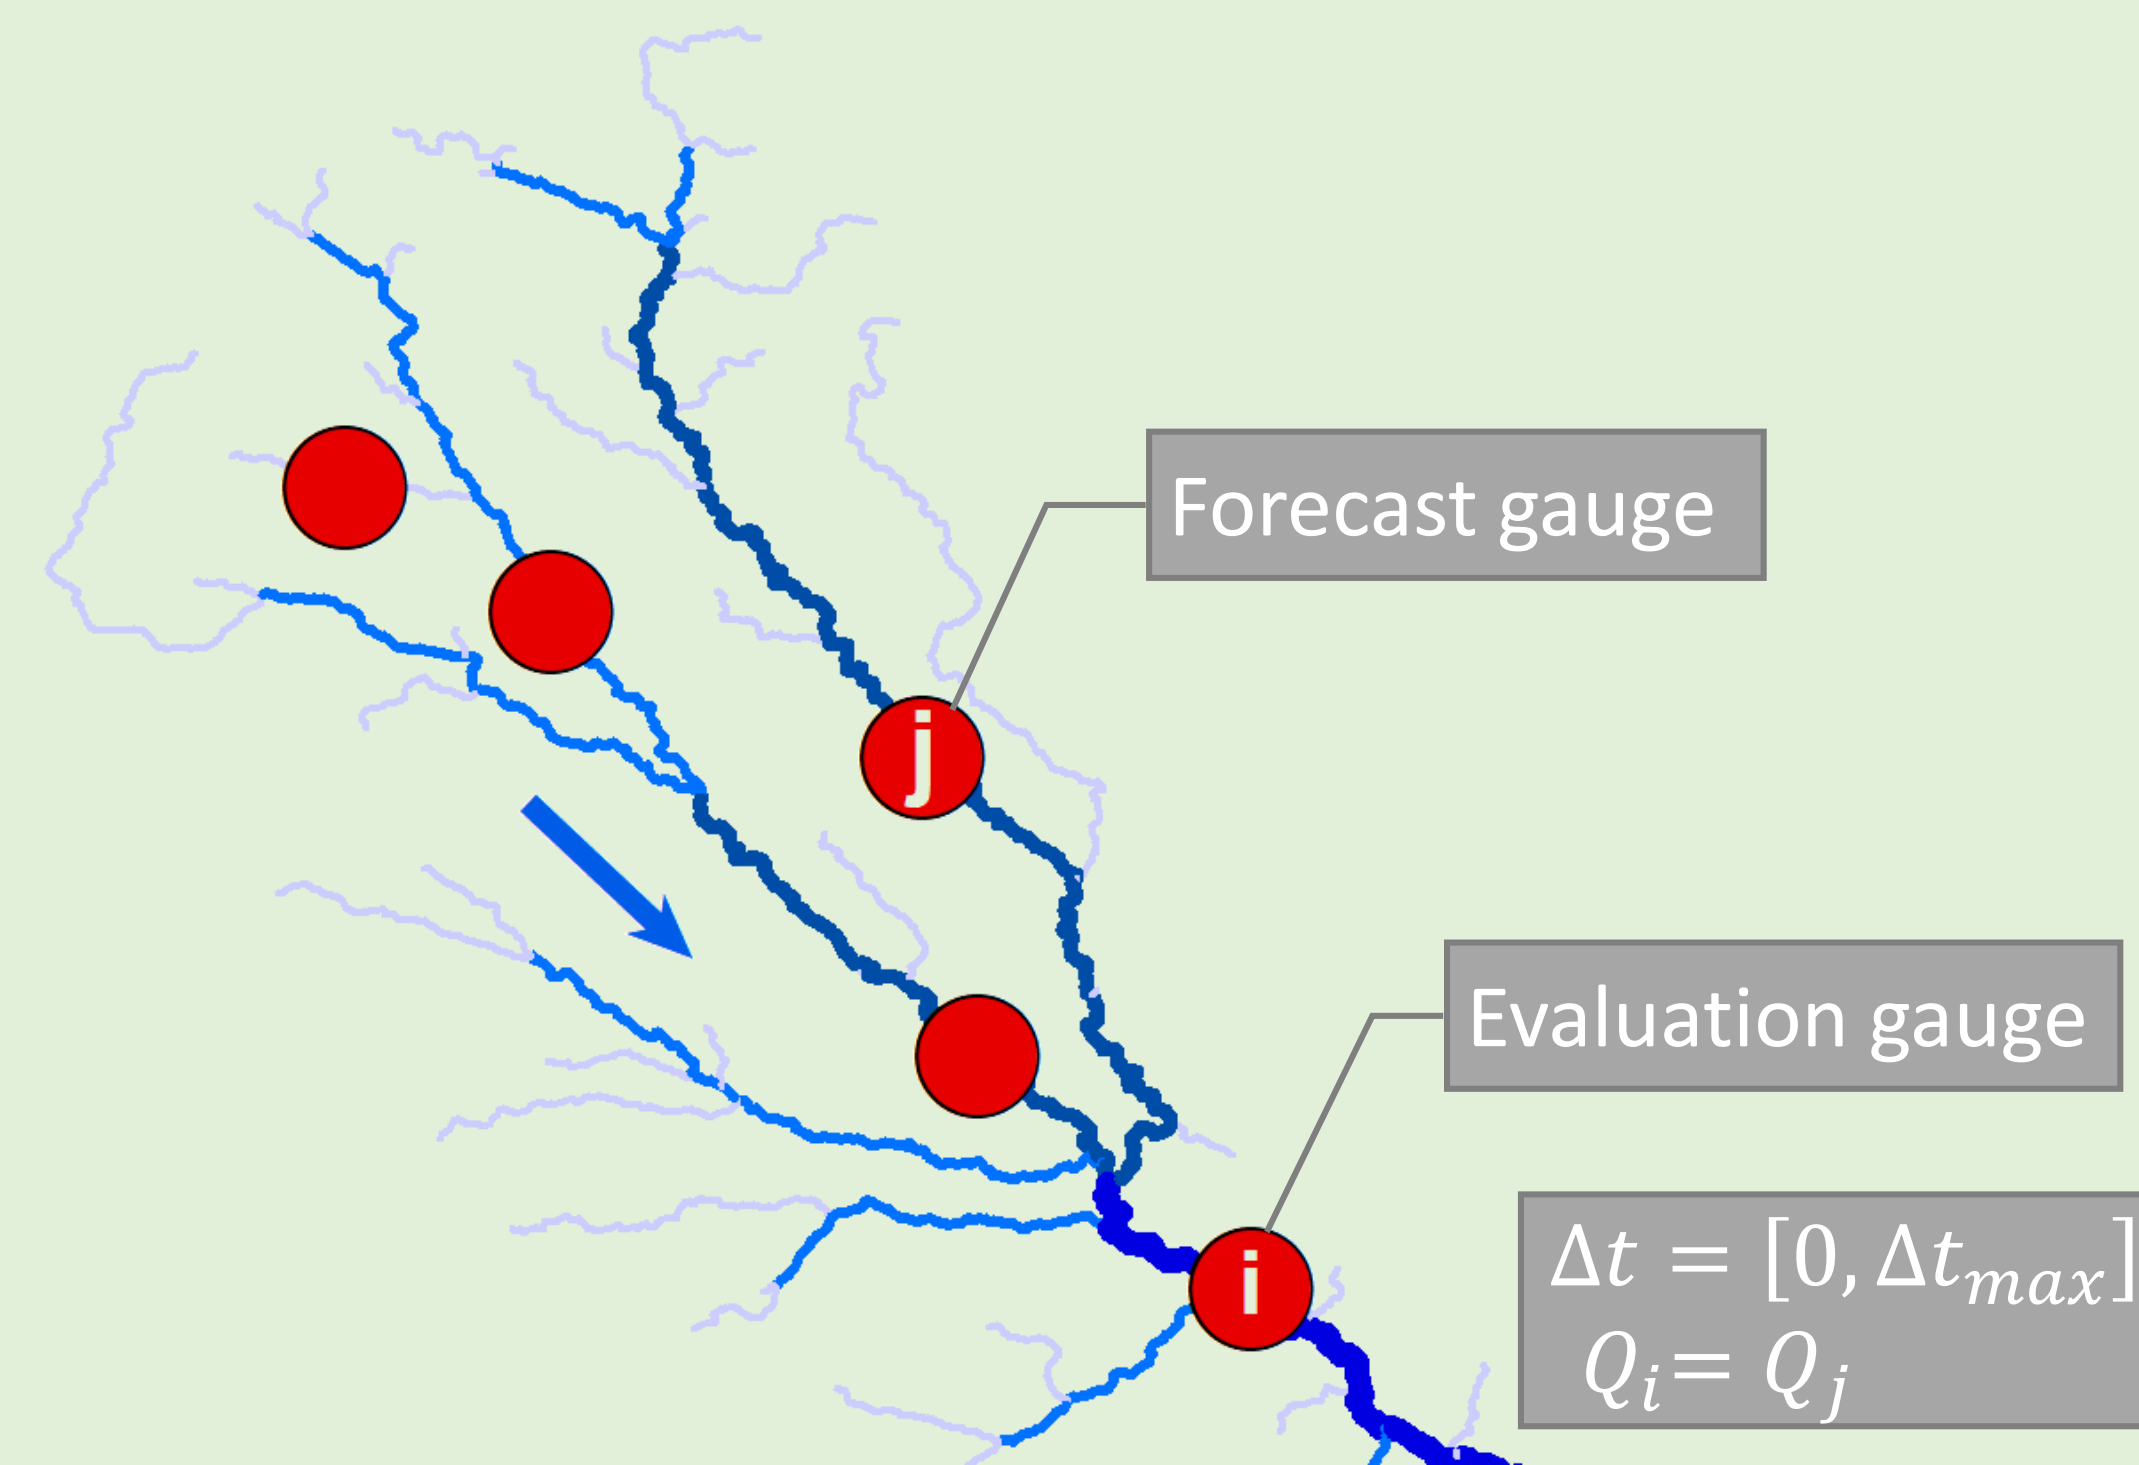 Forecast gauge
j
Evaluation gauge
i
Δt = [0, Δt_max]
Q_i = Q_j